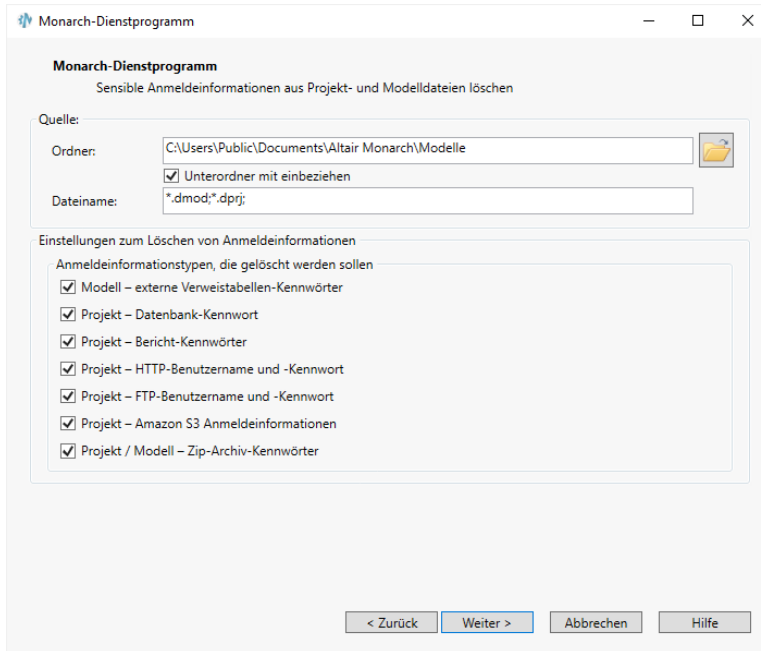 Monarch-Dienstprogramm
Monarch-Dienstprogramm
Sensible Anmeldeinformationen aus Projekt- und Modelldateien löschen
Quelle:
Ordner:
C:\Users\Public\Documents\Altair Monarch\Modelle
Unterordner mit einbeziehen
Dateiname:
*.dmod;*.dprj;
Einstellungen zum Löschen von Anmeldeinformationen
Anmeldeinformationstypen, die gelöscht werden sollen
Modell – externe Verweistabellen-Kennwörter
Projekt – Datenbank-Kennwort
Projekt – Bericht-Kennwörter
Projekt – HTTP-Benutzername und -Kennwort
Projekt – FTP-Benutzername und -Kennwort
Projekt – Amazon S3 Anmeldeinformationen
Projekt / Modell – Zip-Archiv-Kennwörter
< Zurück Weiter > Abbrechen Hilfe